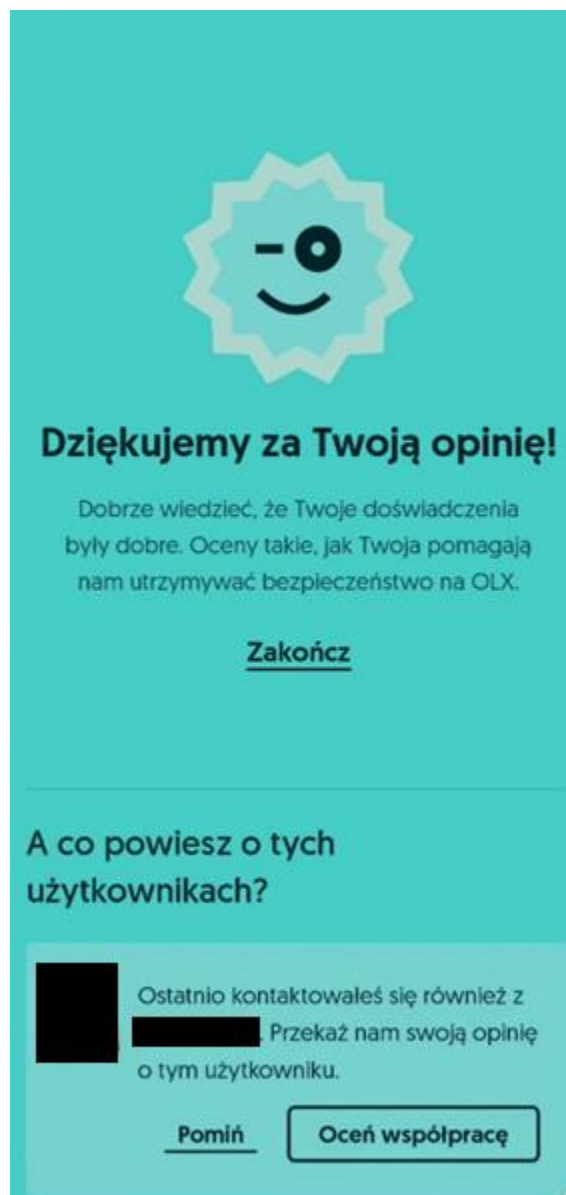 Dziękujemy za Twoją opinię!
Dobrze wiedzieć, że Twoje doświadczenia
były dobre. Oceny takie, jak Twoja pomagają
nam utrzymywać bezpieczeństwo na OLX.
Zakończ
A co powiesz o tych
użytkownikach?
Ostatnio kontaktowałeś się również z
. Przekaż nam swoją opinię
o tym użytkowniku.
Pomiń
Oceń współpracę